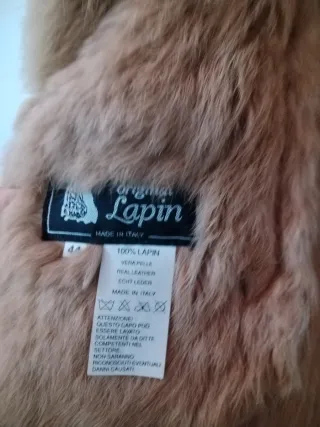 original
Lapin
MADE IN ITALY
44
100% LAPIN
VERA PELLE
REAL LEATHER
ECHT LEDER
MADE IN ITALY
ATTENZIONE:
QUESTO CAPO PUO
ESSERE LAVATO
SOLAMENTE DA DITTE
COMPETENTI NEL
SETTORE.
NON SARANNO
RICONOSCIUTI EVENTUALI
DANNI CAUSATI